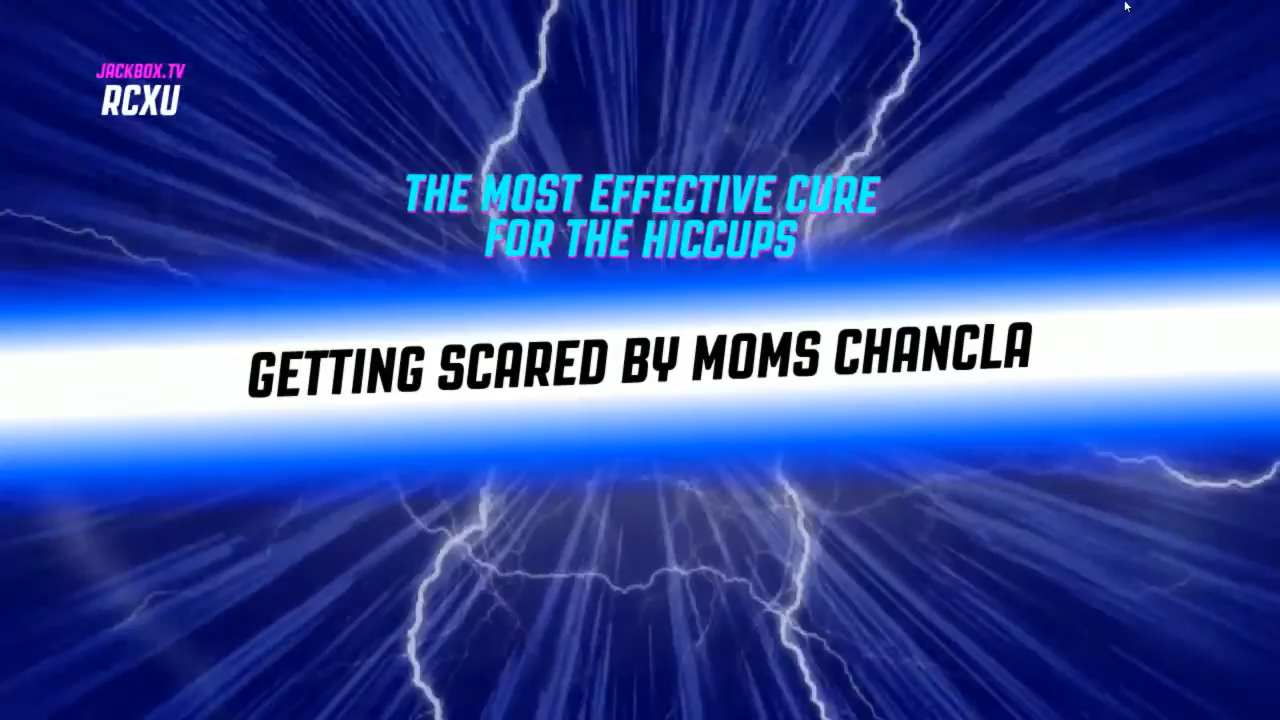 JACKBOX.TV
RCXU
THE MOST EFFECTIVE CURE
FOR THE HICCUPS
GETTING SCARED BY MOMS CHANCLA